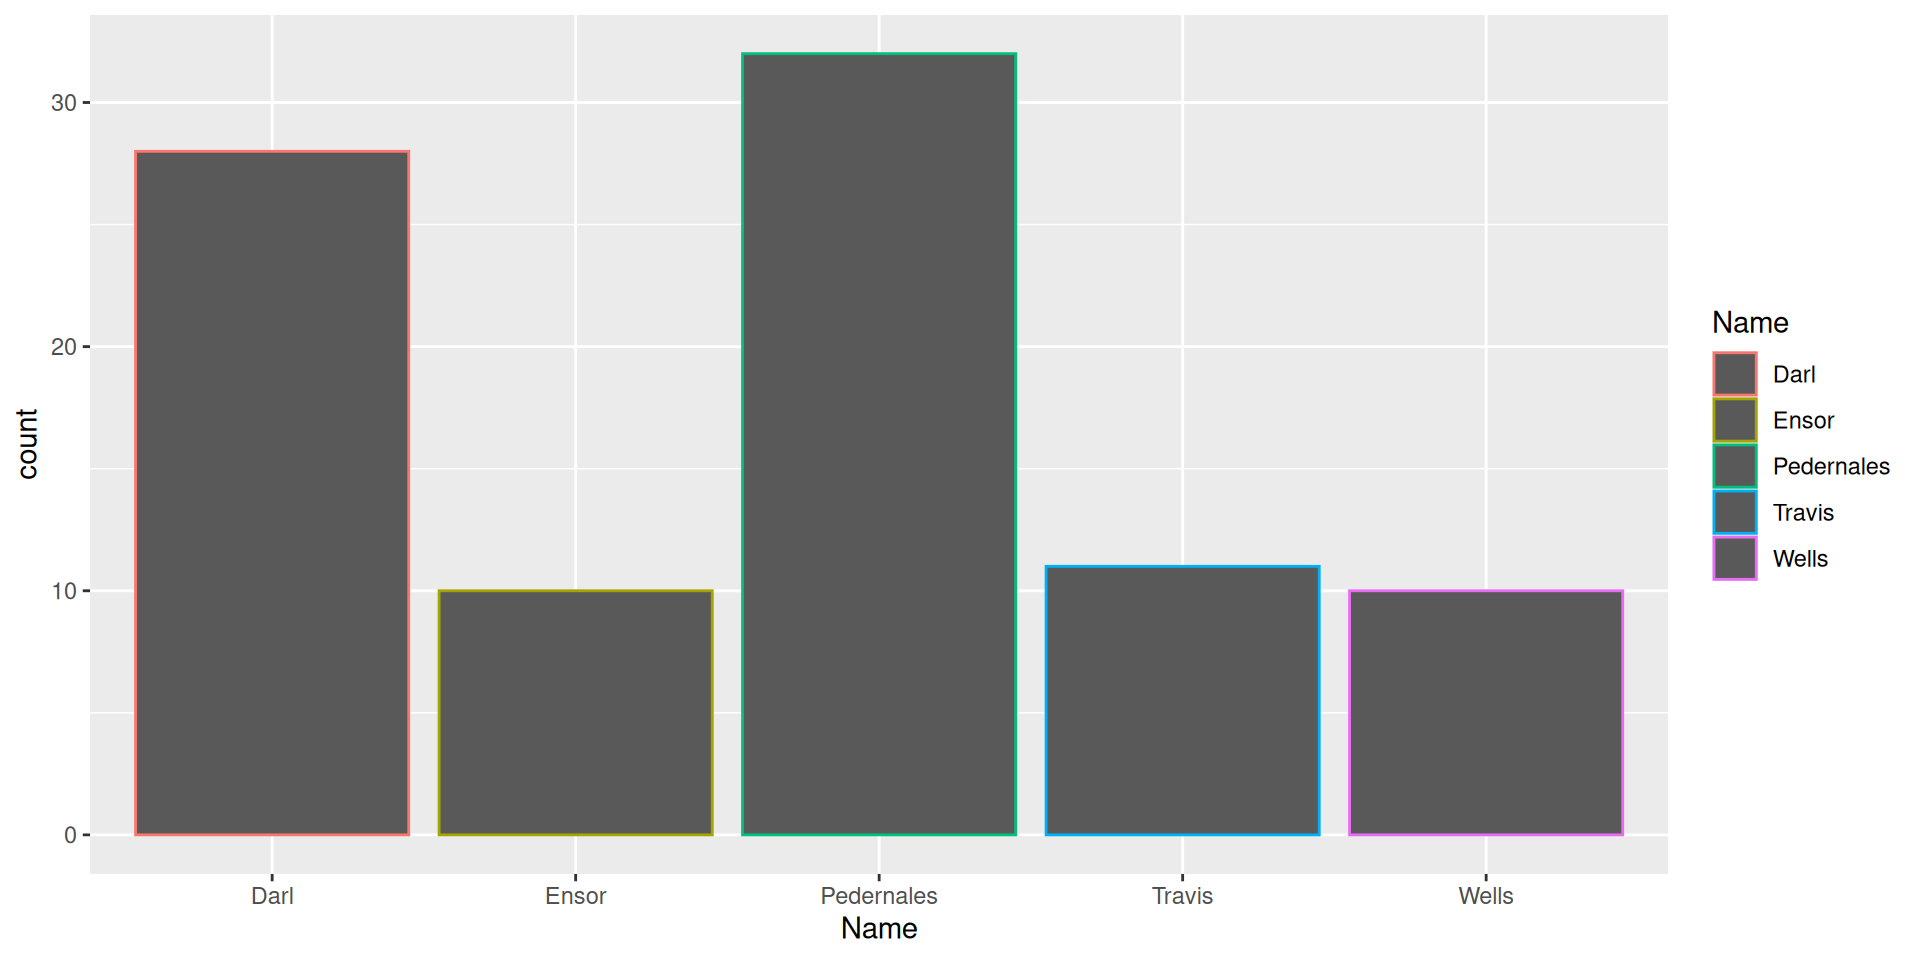 30
20
10
0
count
Darl
Ensor
Pedernales
Travis
Wells
Name
Name
Darl
Ensor
Pedernales
Travis
Wells